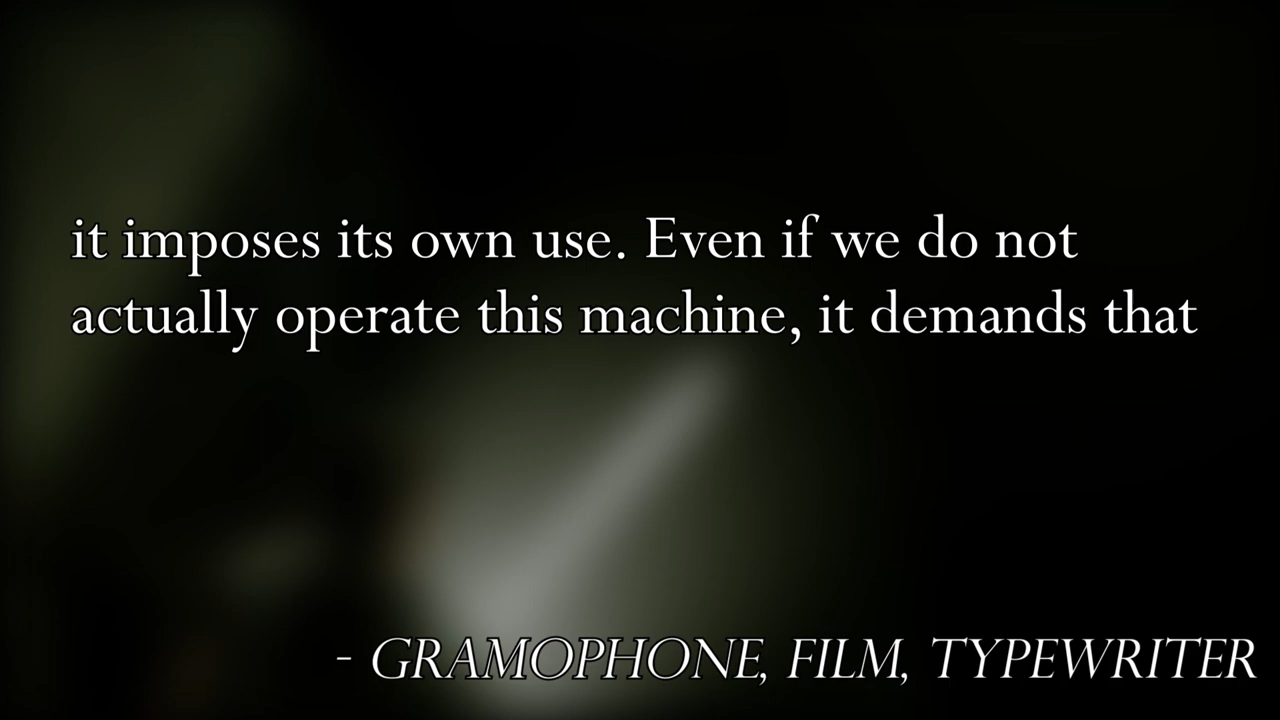 it imposes its own use. Even if we do not
actually operate this machine, it demands that
- GRAMOPHONE, FILM, TYPEWRITER